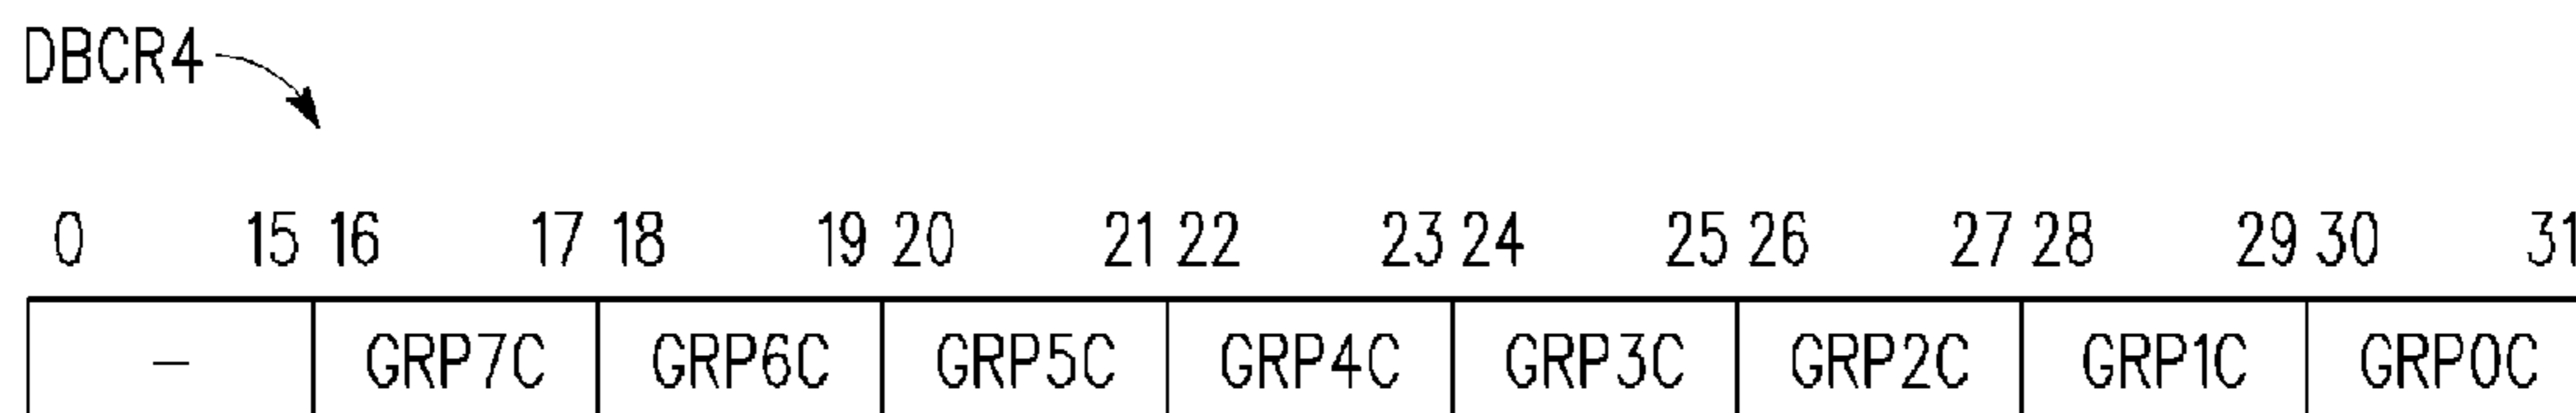 DBCR4
0 15 16 17 18 19 20 21 22 23 24 25 26 27 28 29 30 31
– GRP7C GRP6C GRP5C GRP4C GRP3C GRP2C GRP1C GRP0C